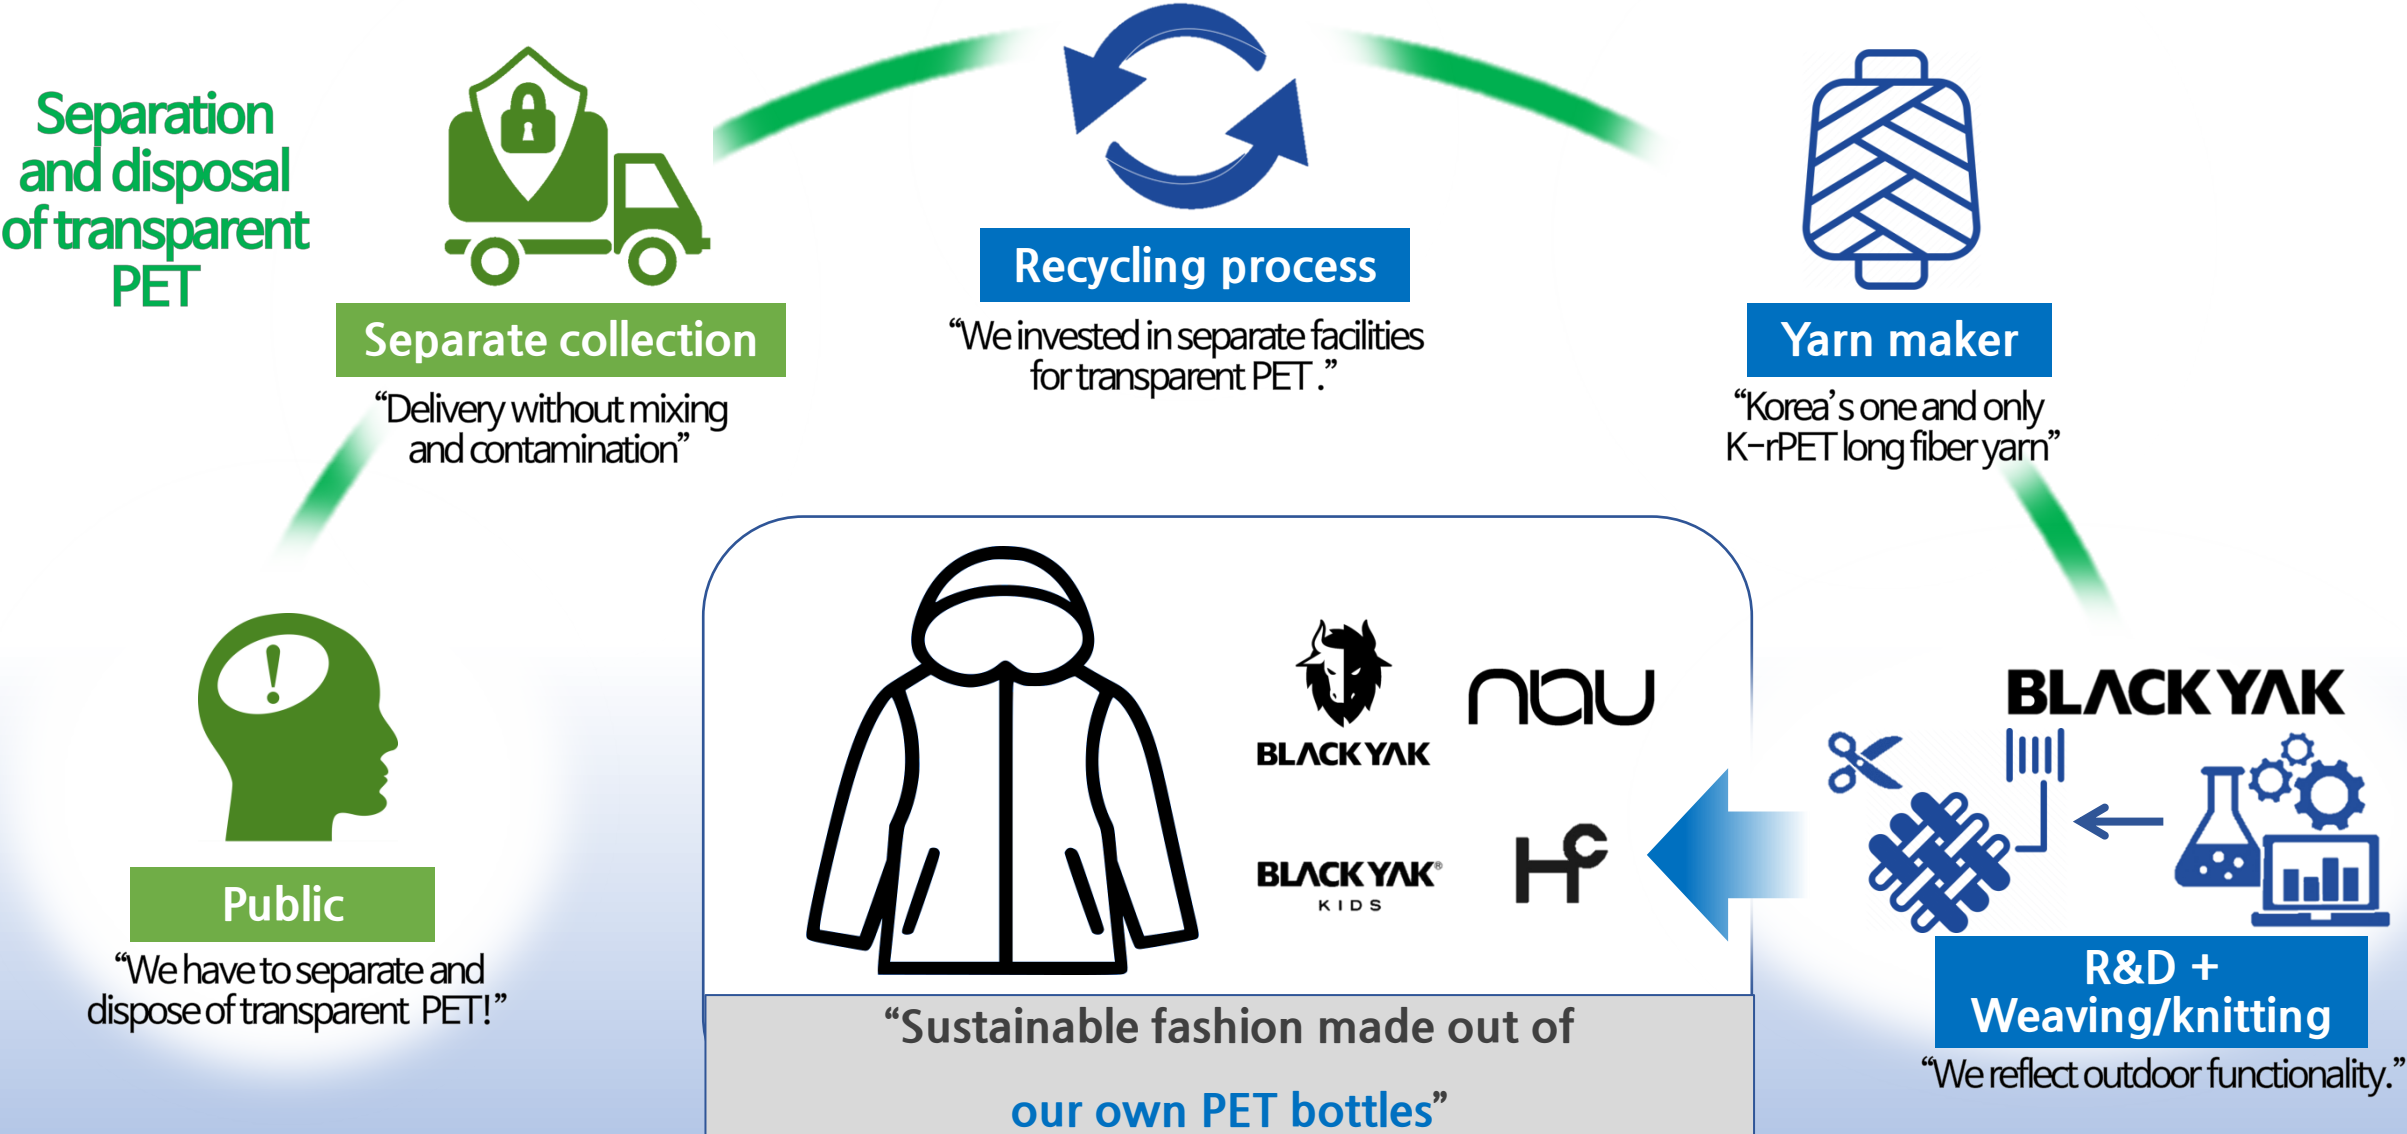 Separation
and disposal
of transparent
PET
Separate collection
“Delivery without mixing
and contamination”
Recycling process
“We invested in separate facilities
for transparent PET .”
Yarn maker
“Korea’s one and only
K-rPET long fiber yarn”
Public
“We have to separate and
dispose of transparent PET!”
BLACKYAK
nau
BLACKYAK®
KIDS
HC
“Sustainable fashion made out of
our own PET bottles”
BLACKYAK
R&D +
Weaving/knitting
“We reflect outdoor functionality.”